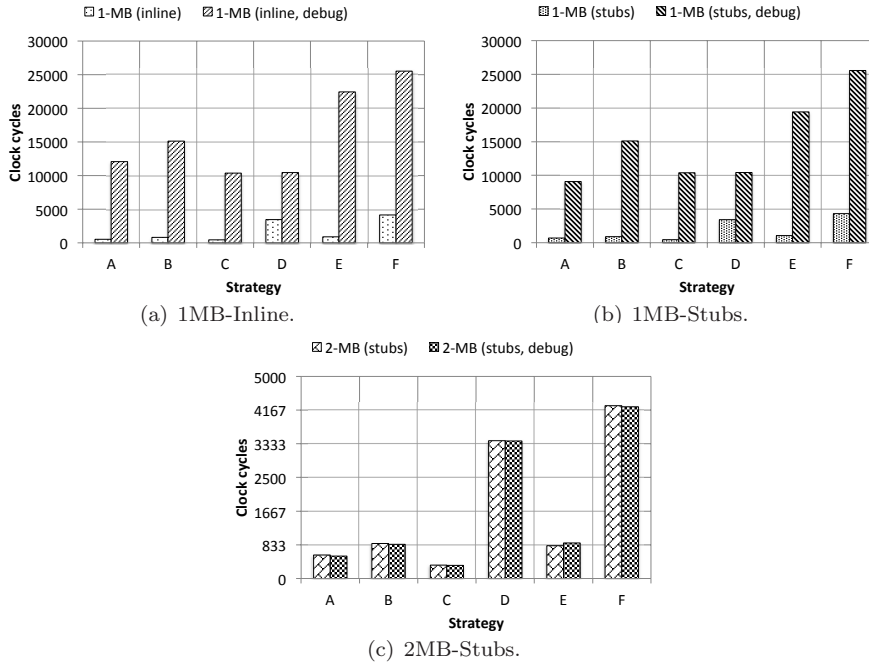 1-MB (inline) 1-MB (inline, debug)
30000
25000
20000
15000
10000
5000
0
Clock cycles
A B C D E F
Strategy
(a) 1MB-Inline.
1-MB (stubs) 1-MB (stubs, debug)
30000
25000
20000
15000
10000
5000
0
Clock cycles
A B C D E F
Strategy
(b) 1MB-Stubs.
2-MB (stubs) 2-MB (stubs, debug)
5000
4167
3333
2500
1667
833
0
Clock cycles
A B C D E F
Strategy
(c) 2MB-Stubs.